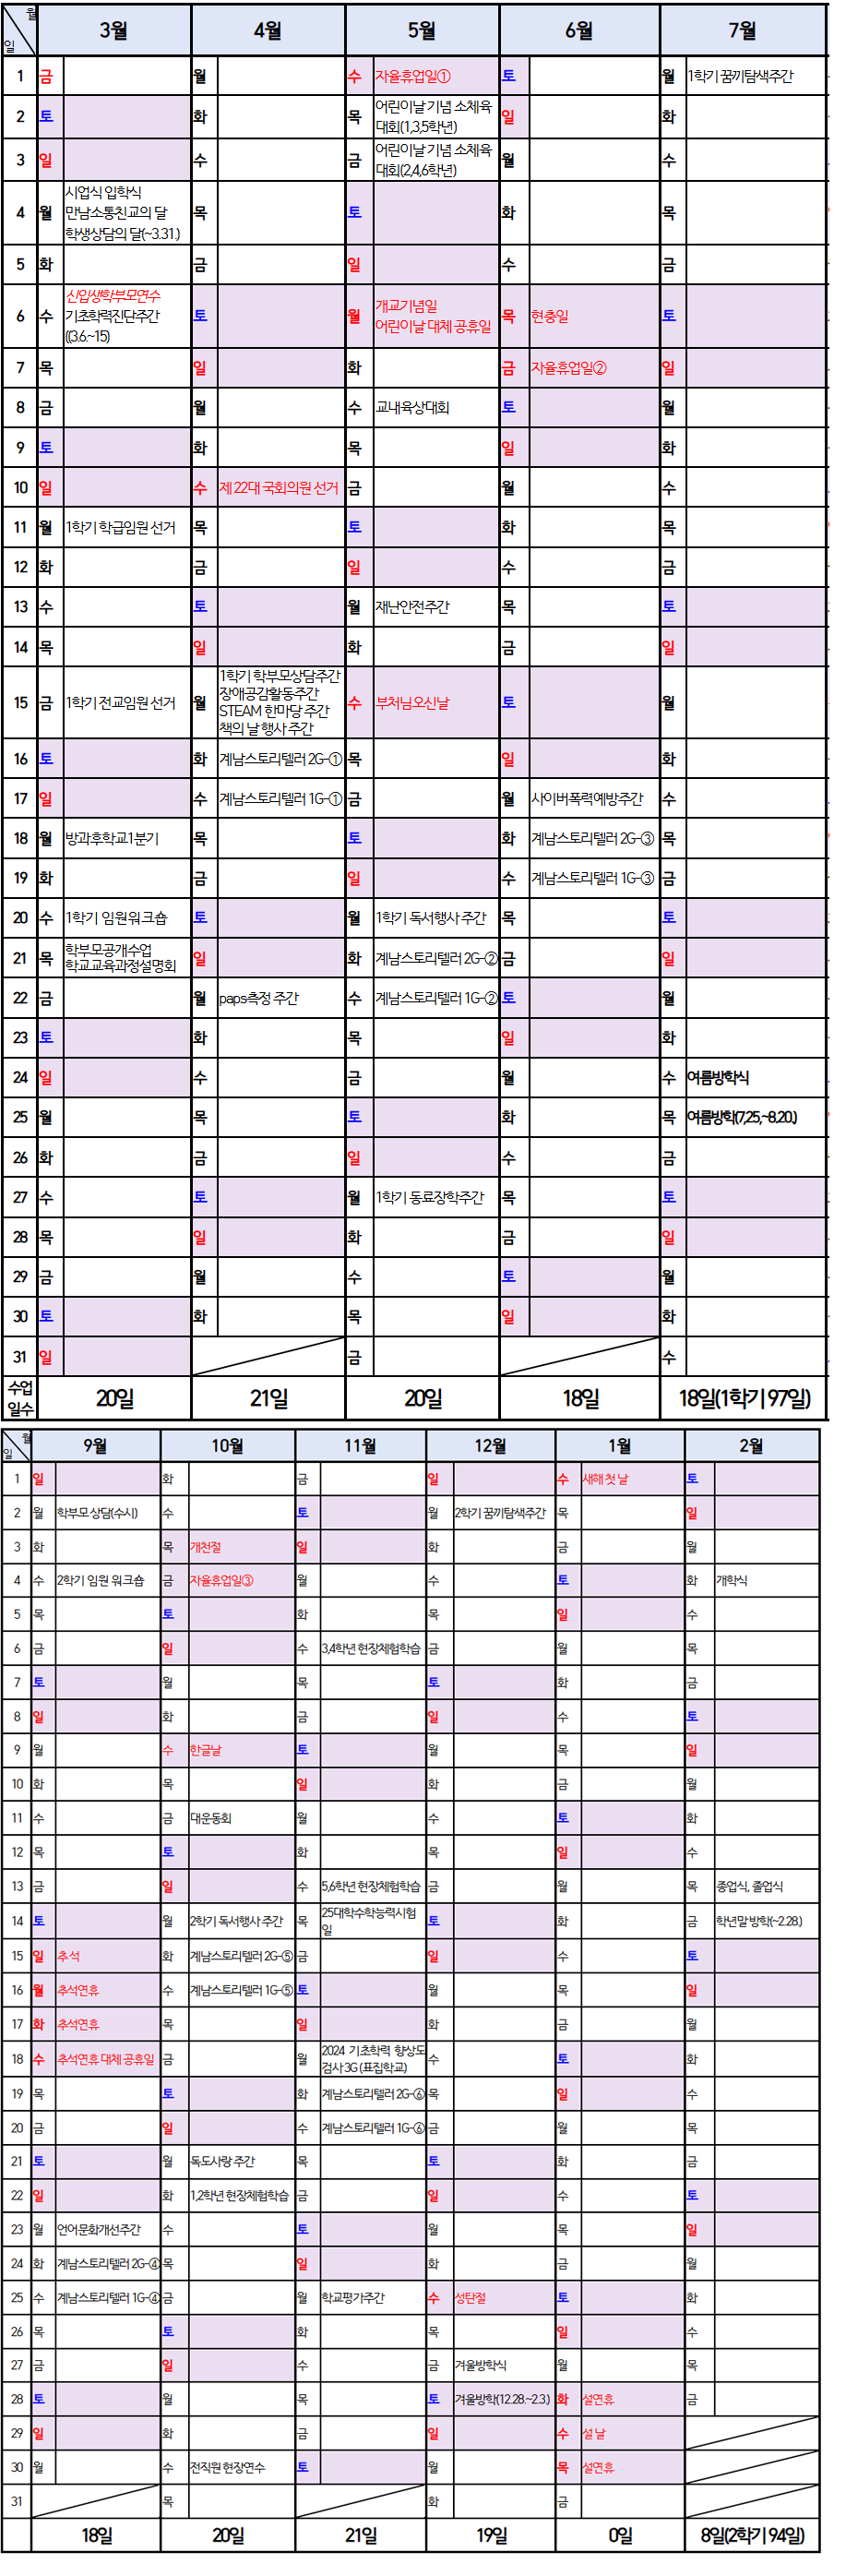 월
일 3월 4월 5월 6월 7월
1 금 월 수 자율휴업일① 토 월 1학기 꿈끼탐색주간
2 토 화 목 어린이날 기념 소체육
대회(1,3,5학년) 일 화
3 일 수 금 어린이날 기념 소체육
대회(2,4,6학년) 월 수
4 월 시업식 입학식
만남소통친교의 달
학생상담의 달(~3.31.) 목 토 화 목
5 화 금 일 수 금
6 수 신입생학부모연수
기초학력진단주간
((3.6.~15) 토 월 개교기념일
어린이날 대체 공휴일 목 현충일 토
7 목 일 화 금 자율휴업일② 일
8 금 월 수 교내육상대회 토 월
9 토 화 목 일 화
10 일 수 제 22대 국회의원 선거 금 월 수
11 월 1학기 학급임원 선거 목 토 화 목
12 화 금 일 수 금
13 수 토 월 재난안전주간 목 토
14 목 일 화 금 일
15 금 1학기 전교임원 선거 월 1학기 학부모상담주간
장애공감활동주간
STEAM 한마당 주간
책의 날 행사 주간 수 부처님오신날 토 월
16 토 화 계남스토리텔러 2G-① 목 일 화
17 일 수 계남스토리텔러 1G-① 금 월 사이버폭력예방주간 수
18 월 방과후학교1분기 목 토 화 계남스토리텔러 2G-③ 목
19 화 금 일 수 계남스토리텔러 1G-③ 금
20 수 1학기 임원워크숍 토 월 1학기 독서행사 주간 목 토
21 목 학부모공개수업
학교교육과정설명회 일 화 계남스토리텔러 2G-② 금 일
22 금 월 paps측정 주간 수 계남스토리텔러 1G-② 토 월
23 토 화 목 일 화
24 일 수 금 월 수 여름방학식
25 월 목 토 화 목 여름방학(7.25.~8.20.)
26 화 금 일 수 금
27 수 토 월 1학기 동료장학주간 목 토
28 목 일 화 금 일
29 금 월 수 토 월
30 토 화 목 일 화
31 일 금 수
수업
일수 20일 21일 20일 18일 18일(1학기 97일)
월
일 9월 10월 11월 12월 1월 2월
1 일 화 금 일 수 새해 첫 날 토
2 월 학부모 상담(수시) 수 토 월 2학기 꿈끼탐색주간 목 일
3 화 목 개천절 일 화 금 월
4 수 2학기 임원 워크숍 금 자율휴업일③ 월 수 토 화 개학식
5 목 토 화 목 일 수
6 금 일 수 3,4학년 현장체험학습 금 월 목
7 토 월 목 토 화 금
8 일 화 금 일 수 토
9 월 수 한글날 토 월 목 일
10 화 목 일 화 금 월
11 수 금 대운동회 월 수 토 화
12 목 토 화 목 일 수
13 금 일 수 5,6학년 현장체험학습 금 월 목 종업식, 졸업식
14 토 월 2학기 독서행사 주간 목 25대학수학능력시험
일 토 화 금 학년말 방학(~2.28.)
15 일 추석 화 계남스토리텔러 2G-⑤ 금 일 수 토
16 월 추석연휴 수 계남스토리텔러 1G-⑤ 토 월 목 일
17 화 추석연휴 목 일 화 금 월
18 수 추석연휴 대체 공휴일 금 월 2024 기초학력 향상도
검사 3G (표집학교) 수 토 화
19 목 토 화 계남스토리텔러 2G-⑥ 목 일 수
20 금 일 수 계남스토리텔러 1G-⑥ 금 월 목
21 토 월 독도사랑 주간 목 토 화 금
22 일 화 1,2학년 현장체험학습 금 일 수 토
23 월 언어문화개선주간 수 토 월 목 일
24 화 계남스토리텔러 2G-④ 목 일 화 금 월
25 수 계남스토리텔러 1G-④ 금 월 학교평가주간 수 성탄절 토 화
26 목 토 화 목 일 수
27 금 일 수 금 겨울방학식 월 목
28 토 월 목 토 겨울방학(12.28.~2.3.) 화 설연휴 금
29 일 화 금 일 수 설 날
30 월 수 전직원 현장연수 토 월 목 설연휴
31 목 화 금
18일 20일 21일 19일 0일 8일(2학기 94일)